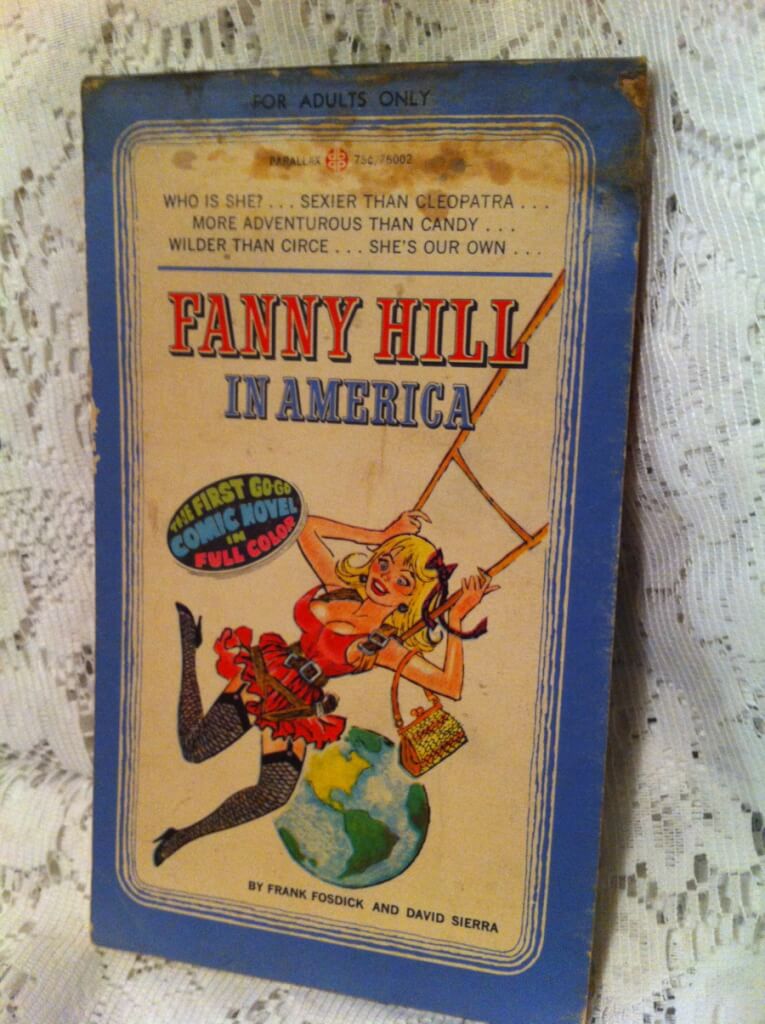 FOR ADULTS ONLY
PARALLAX 75¢/76002
WHO IS SHE? . . . SEXIER THAN CLEOPATRA . . .
MORE ADVENTUROUS THAN CANDY . . .
WILDER THAN CIRCE . . . SHE'S OUR OWN . . .
FANNY HILL
IN AMERICA
THE FIRST GO-GO
COMIC NOVEL
IN
FULL COLOR
BY FRANK FOSDICK AND DAVID SIERRA